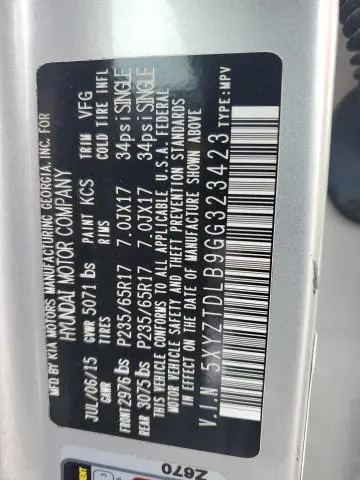 MFD. BY KIA MOTORS MANUFACTURING GEORGIA, INC. FOR
HYUNDAI MOTOR COMPANY
JUL/06/15 GVWR 5071 lbs PAINT KCS TRIM VFG
GAWR TIRES RIMS COLD TIRE INFL
FRONT 2976 lbs P235/65R17 7.0JX17 34psi SINGLE
REAR 3075 lbs P235/65R17 7.0JX17 34psi SINGLE
THIS VEHICLE CONFORMS TO ALL APPLICABLE U.S.A. FEDERAL
MOTOR VEHICLE SAFETY AND THEFT PREVENTION STANDARDS
IN EFFECT ON THE DATE OF MANUFACTURE SHOWN ABOVE
V.I.N: 5XYZTDLB9GG323423 TYPE:MPV
Z670